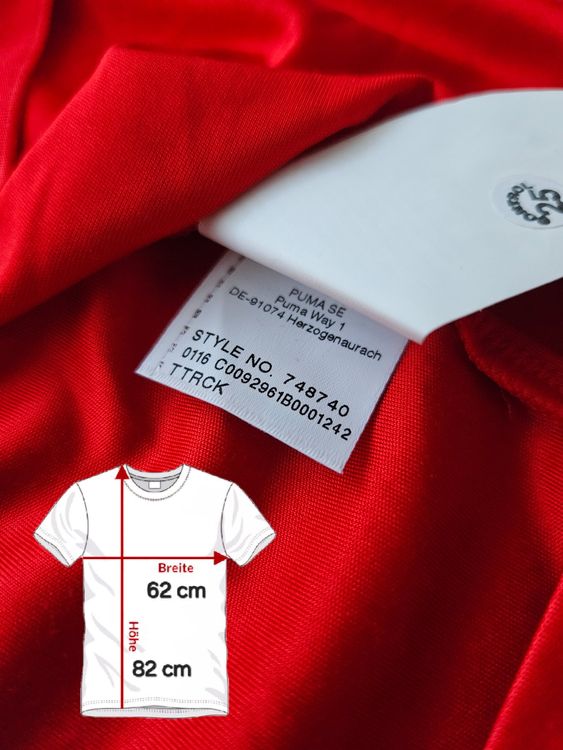 25
PUMA SE
Puma Way 1
DE-91074 Herzogenaurach
STYLE NO. 748740
0116 C0092961B0001242
TTRCK
Breite
62 cm
Höhe
82 cm